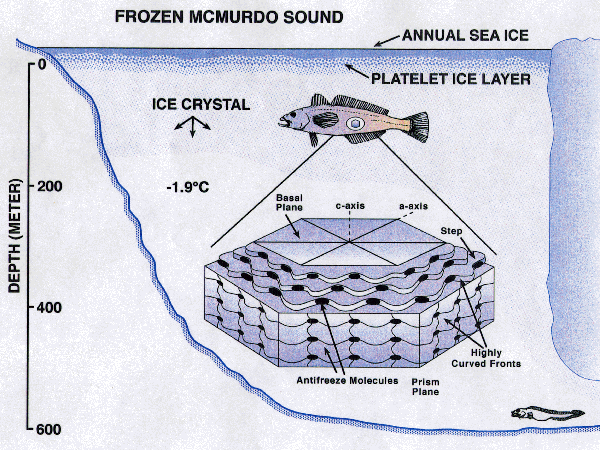 FROZEN MCMURDO SOUND
ANNUAL SEA ICE
0
PLATELET ICE LAYER
ICE CRYSTAL
200
-1.9°C
Basal
Plane
c-axis
a-axis
Step
DEPTH (METER)
400
Highly
Curved Fronts
Antifreeze Molecules
Prism
Plane
600